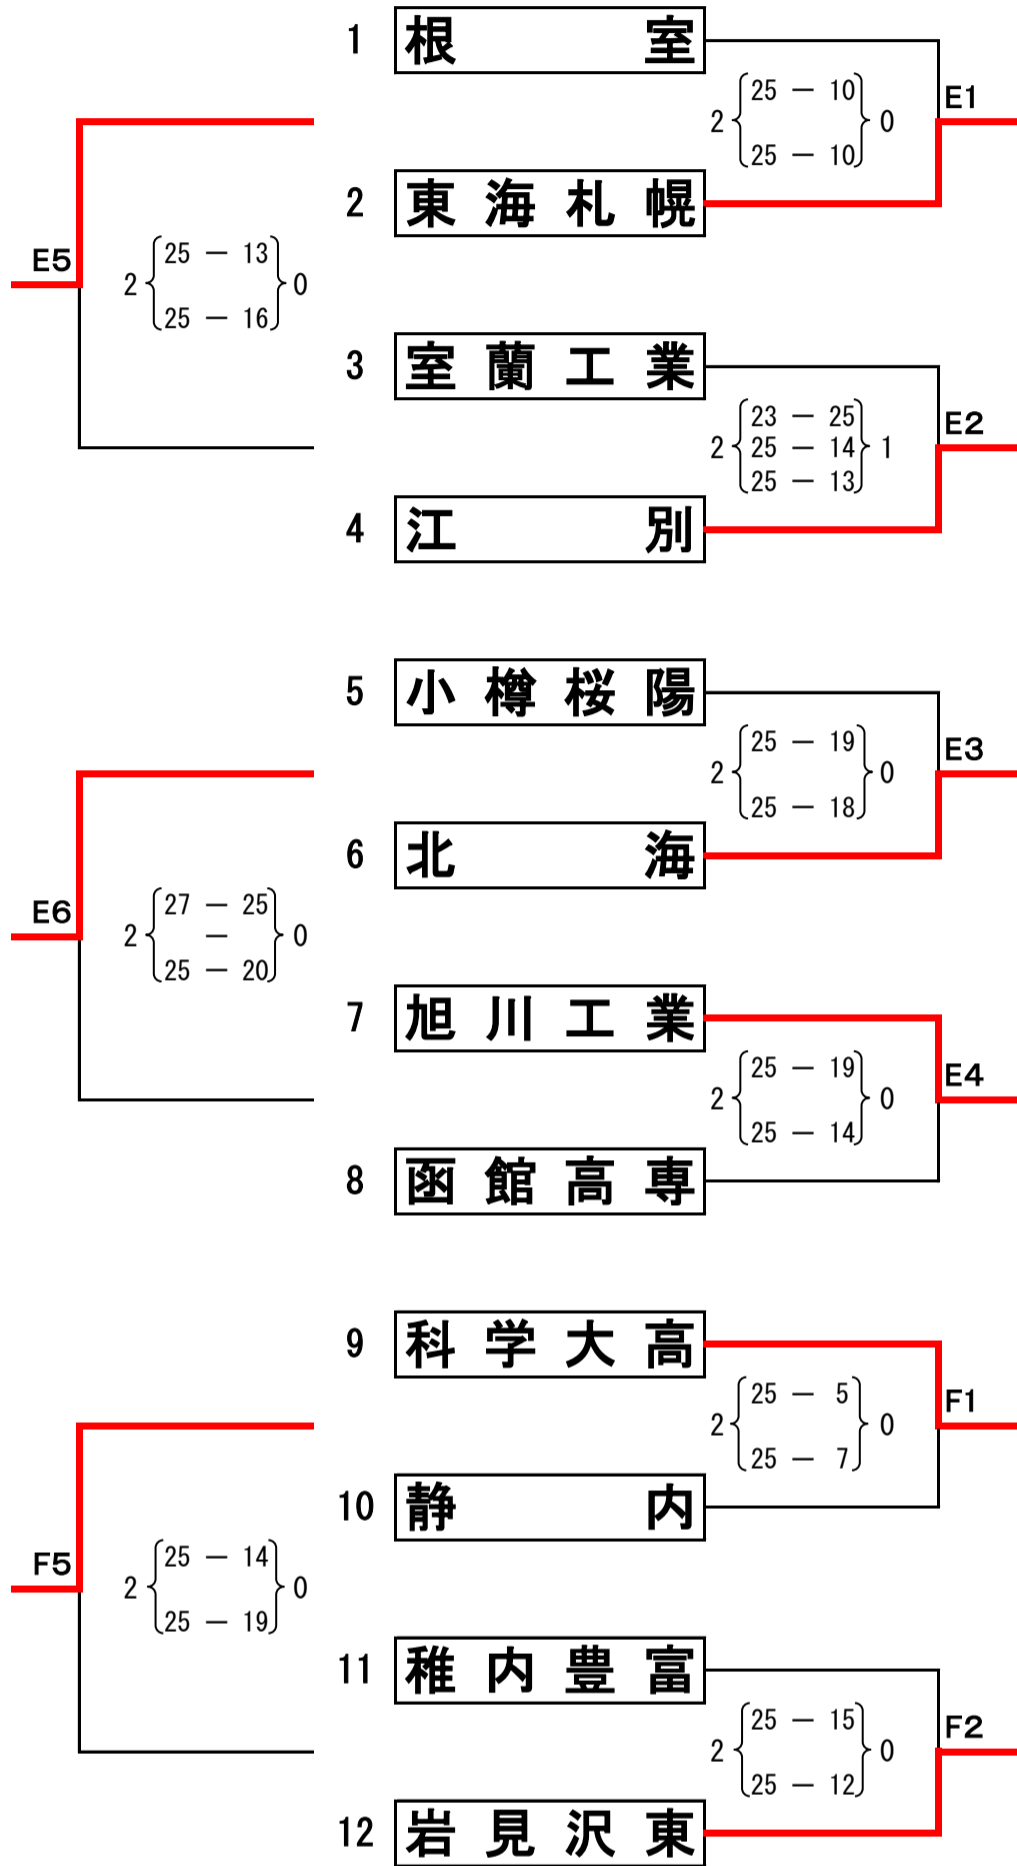 1 根室
25 － 10
E1
2 0
25 － 10
2 東海札幌
E5
25 － 13
2 0
25 － 16
3 室蘭工業
23 － 25
E2
2 25 － 14 1
25 － 13
4 江別
5 小樽桜陽
25 － 19
E3
2 0
25 － 18
6 北海
E6
27 － 25
2 － 0
25 － 20
7 旭川工業
25 － 19
E4
2 0
25 － 14
8 函館高専
9 科学大高
25 － 5
F1
2 0
25 － 7
10 静内
F5
25 － 14
2 0
25 － 19
11 稚内豊富
25 － 15
F2
2 0
25 － 12
12 岩見沢東